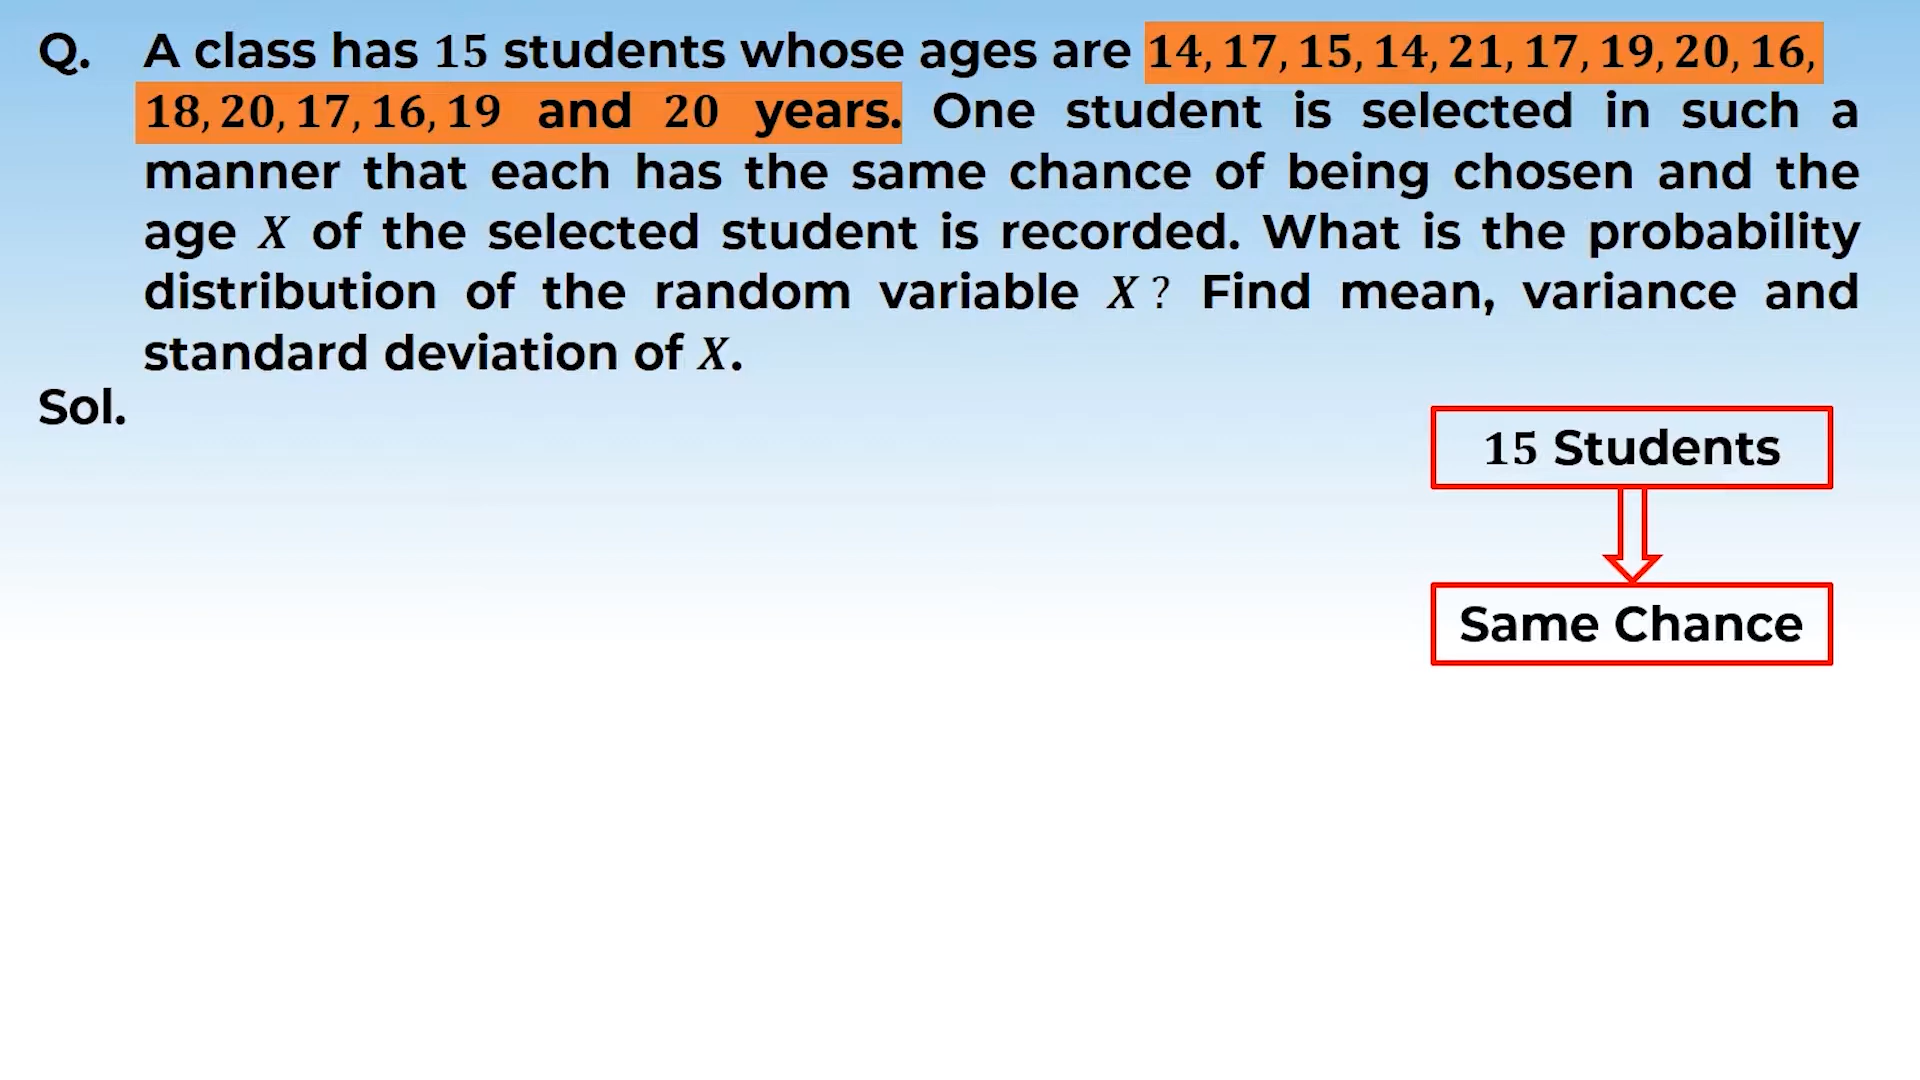 Q. A class has 15 students whose ages are 14, 17, 15, 14, 21, 17, 19, 20, 16,
18, 20, 17, 16, 19 and 20 years. One student is selected in such a
manner that each has the same chance of being chosen and the
age X of the selected student is recorded. What is the probability
distribution of the random variable X ? Find mean, variance and
standard deviation of X.
Sol.
15 Students
Same Chance